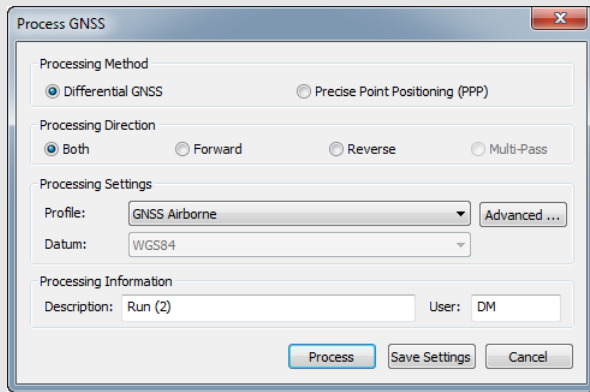 Process GNSS
Processing Method
Differential GNSS Precise Point Positioning (PPP)
Processing Direction
Both Forward Reverse Multi-Pass
Processing Settings
Profile: GNSS Airborne Advanced ...
Datum: WGS84
Processing Information
Description: Run (2) User: DM
Process Save Settings Cancel